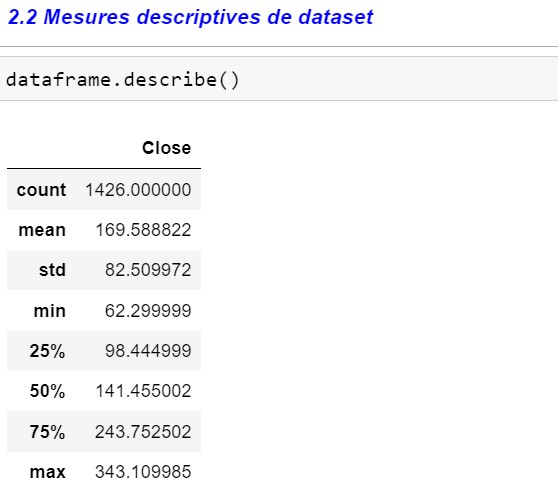 2.2 Mesures descriptives de dataset
dataframe.describe()
Close
count 1426.000000
mean 169.588822
std 82.509972
min 62.299999
25% 98.444999
50% 141.455002
75% 243.752502
max 343.109985